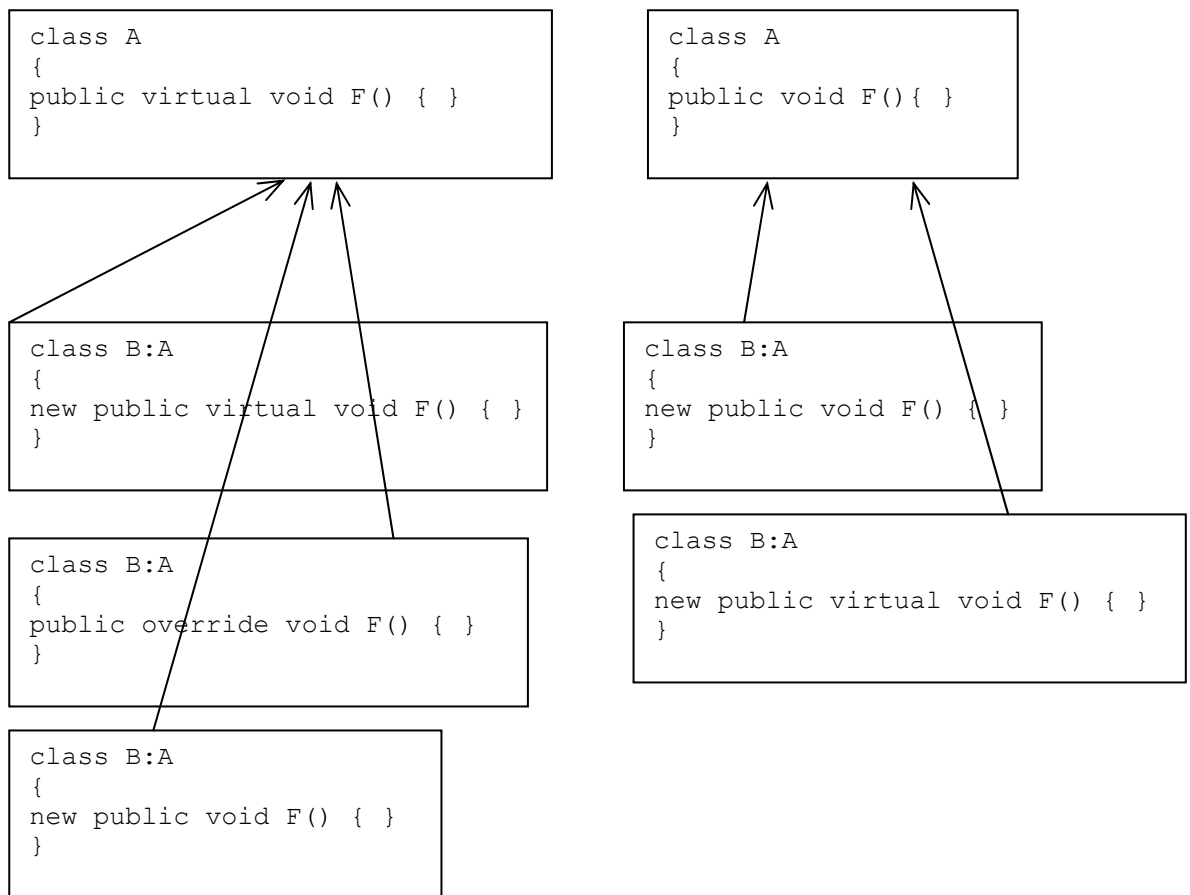 class A
{
public virtual void F() { }
}
class A
{
public void F(){ }
}
class B:A
{
new public virtual void F() { }
}
class B:A
{
new public void F() { }
}
class B:A
{
public override void F() { }
}
class B:A
{
new public virtual void F() { }
}
class B:A
{
new public void F() { }
}